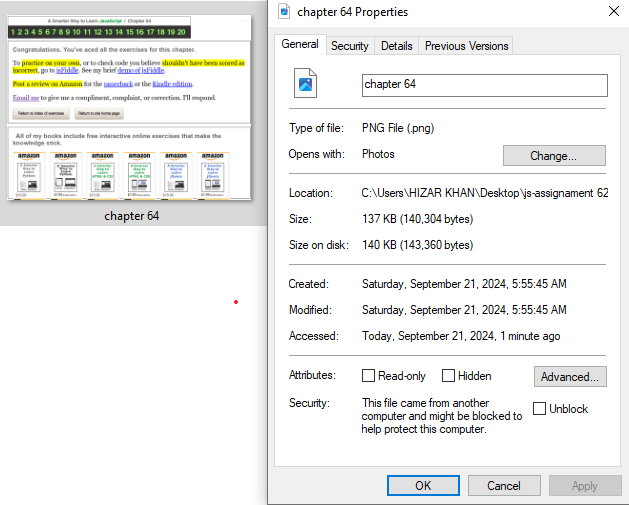 A Smarter Way to Learn JavaScript / Chapter 64
1 2 3 4 5 6 7 8 9 10 11 12 13 14 15 16 17 18 19 20
Congratulations. You've aced all the exercises for this chapter.
To practice on your own, or to check code you believe shouldn't have been scored as
incorrect, go to jsFiddle. See my brief demo of jsFiddle.
Post a review on Amazon for the paperback or the Kindle edition.
Email me to give me a compliment, complaint, or correction. I'll respond.
Return to index of exercises
Return to site home page
All of my books include free interactive online exercises that make the
knowledge stick.
amazon amazon amazon amazon amazon amazon
chapter 64
chapter 64 Properties
General Security Details Previous Versions
chapter 64
Type of file: PNG File (.png)
Opens with: Photos Change...
Location: C:\Users\HIZAR KHAN\Desktop\js-assignament 62
Size: 137 KB (140,304 bytes)
Size on disk: 140 KB (143,360 bytes)
Created: Saturday, September 21, 2024, 5:55:45 AM
Modified: Saturday, September 21, 2024, 5:55:45 AM
Accessed: Today, September 21, 2024, 1 minute ago
Attributes: Read-only Hidden Advanced...
Security: This file came from another
computer and might be blocked to
help protect this computer.
Unblock
OK Cancel Apply